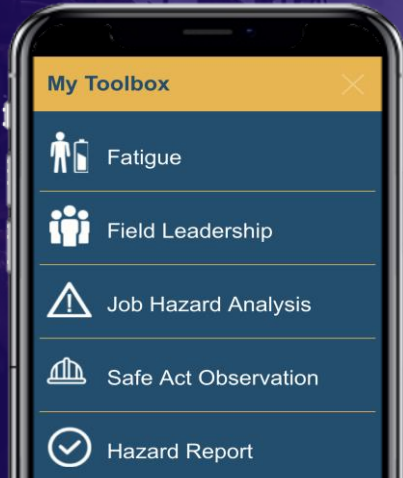 My Toolbox
Fatigue
Field Leadership
Job Hazard Analysis
Safe Act Observation
Hazard Report